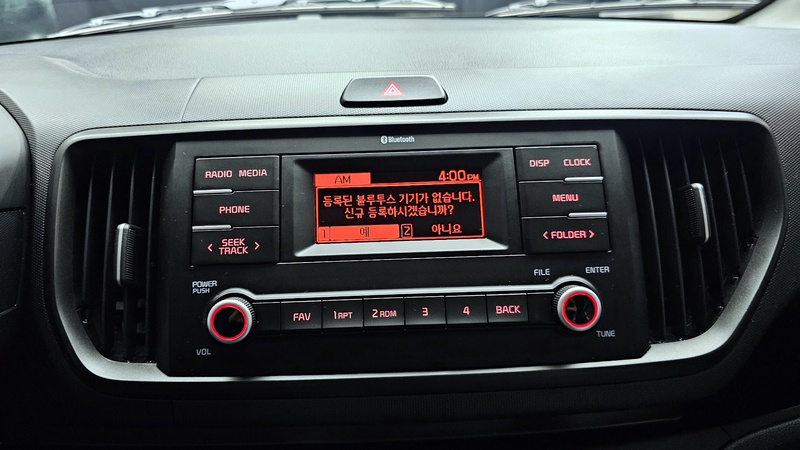 Bluetooth
RADIO MEDIA
PHONE
< SEEK >
TRACK
AM 4:00PM
등록된 블루투스 기기가 없습니다.
신규 등록하시겠습니까?
1 예 2 아니요
DISP CLOCK
MENU
< FOLDER >
POWER
PUSH
VOL
FAV 1 RPT 2 RDM 3 4 BACK
FILE ENTER
TUNE